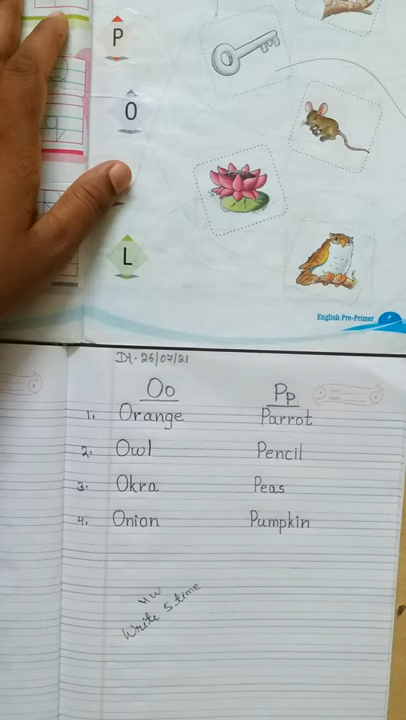 P
O
L
English Pre-Primer
Dt-26/07/21
Oo Pp
1. Orange Parrot
2. Owl Pencil
3. Okra Peas
4. Onion Pumpkin
HW
Write 5 time